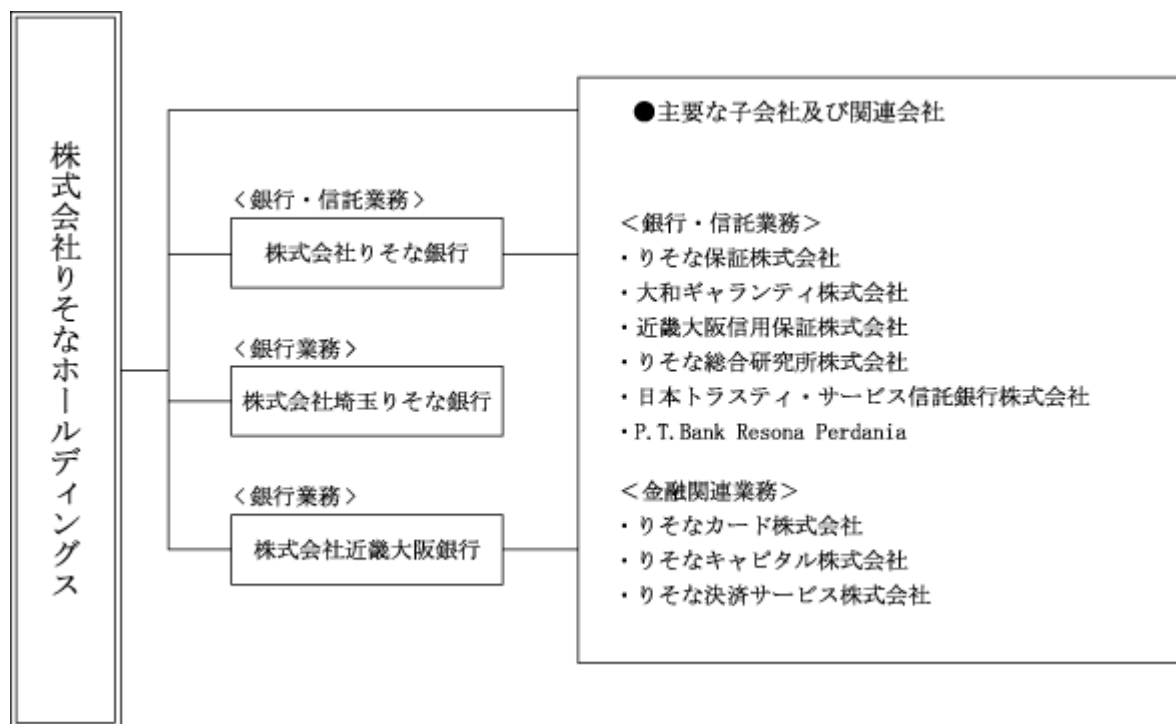 株式会社りそなホールディングス
<銀行・信託業務>
株式会社りそな銀行
<銀行業務>
株式会社埼玉りそな銀行
<銀行業務>
株式会社近畿大阪銀行
●主要な子会社及び関連会社
<銀行・信託業務>
・りそな保証株式会社
・大和ギャランティ株式会社
・近畿大阪信用保証株式会社
・りそな総合研究所株式会社
・日本トラスティ・サービス信託銀行株式会社
・P.T.Bank Resona Perdania
<金融関連業務>
・りそなカード株式会社
・りそなキャピタル株式会社
・りそな決済サービス株式会社